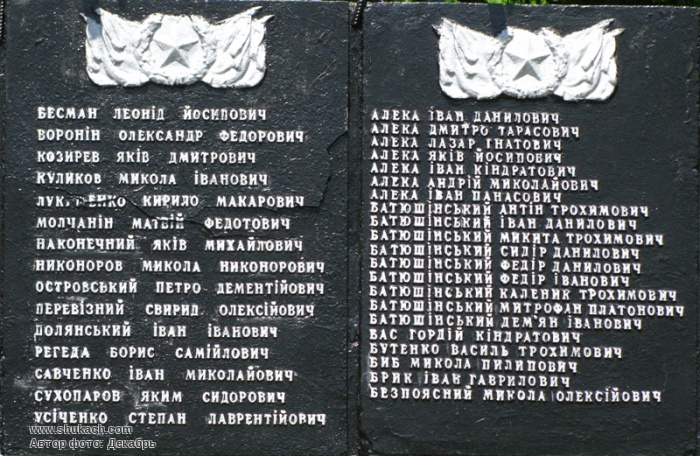 БЕСМАН ЛЕОНІД ЙОСИПОВИЧ
ВОРОНІН ОЛЕКСАНДР ФЕДОРОВИЧ
КОЗИРЕВ ЯКІВ ДМИТРОВИЧ
КУЛИКОВ МИКОЛА ІВАНОВИЧ
КИРИЛО МАКАРОВИЧ
МОЛЧАНІН МАТВІЙ ФЕДОТОВИЧ
НАКОНЕЧНИЙ ЯКІВ МИХАЙЛОВИЧ
НИКОНОРОВ МИКОЛА НИКОНОРОВИЧ
ОСТРОВСЬКИЙ ПЕТРО ДЕМЕНТІЙОВИЧ
ПЕРЕВІЗНИЙ СВИРИД ОЛЕКСІЙОВИЧ
ПОЛЯНСЬКИЙ ІВАН ІВАНОВИЧ
РЕГЕДА БОРИС САМІЙЛОВИЧ
САВЧЕНКО ІВАН МИКОЛАЙОВИЧ
СУХОПАРОВ ЯКИМ СИДОРОВИЧ
УСІЧЕНКО СТЕПАН ЛАВРЕНТІЙОВИЧ
АЛЕКА ІВАН ДАНИЛОВИЧ
АЛЕКА ДМИТРО ТАРАСОВИЧ
АЛЕКА ЛАЗАР ГНАТОВИЧ
АЛЕКА ЯКІВ ЙОСИПОВИЧ
АЛЕКА ІВАН КІНДРАТОВИЧ
АЛЕКА АНДРІЙ МИКОЛАЙОВИЧ
АЛЕКА ІВАН ПАНАСОВИЧ
БАТЮШІНСЬКИЙ АНТІН ТРОХИМОВИЧ
БАТЮШІНСЬКИЙ ІВАН ДАНИЛОВИЧ
БАТЮШІНСЬКИЙ МИКИТА ТРОХИМОВИЧ
БАТЮШІНСЬКИЙ СИДІР ДАНИЛОВИЧ
БАТЮШІНСЬКИЙ ФЕДІР ДАНИЛОВИЧ
БАТЮШІНСЬКИЙ ФЕДІР ІВАНОВИЧ
БАТЮШІНСЬКИЙ КАЛЕНИК ТРОХИМОВИЧ
БАТЮШІНСЬКИЙ МИТРОФАН ПЛАТОНОВИЧ
БАТЮШІНСЬКИЙ ДЕМ'ЯН ІВАНОВИЧ
БАС ГОРДІЙ КІНДРАТОВИЧ
БУТЕНКО ВАСИЛЬ ТРОХИМОВИЧ
БИБ МИКОЛА ПИЛИПОВИЧ
БРИК ІВАН ГАВРИЛОВИЧ
БЕЗПОЯСНИЙ МИКОЛА ОЛЕКСІЙОВИЧ
www.shukach.com
Автор фото: Декабрь